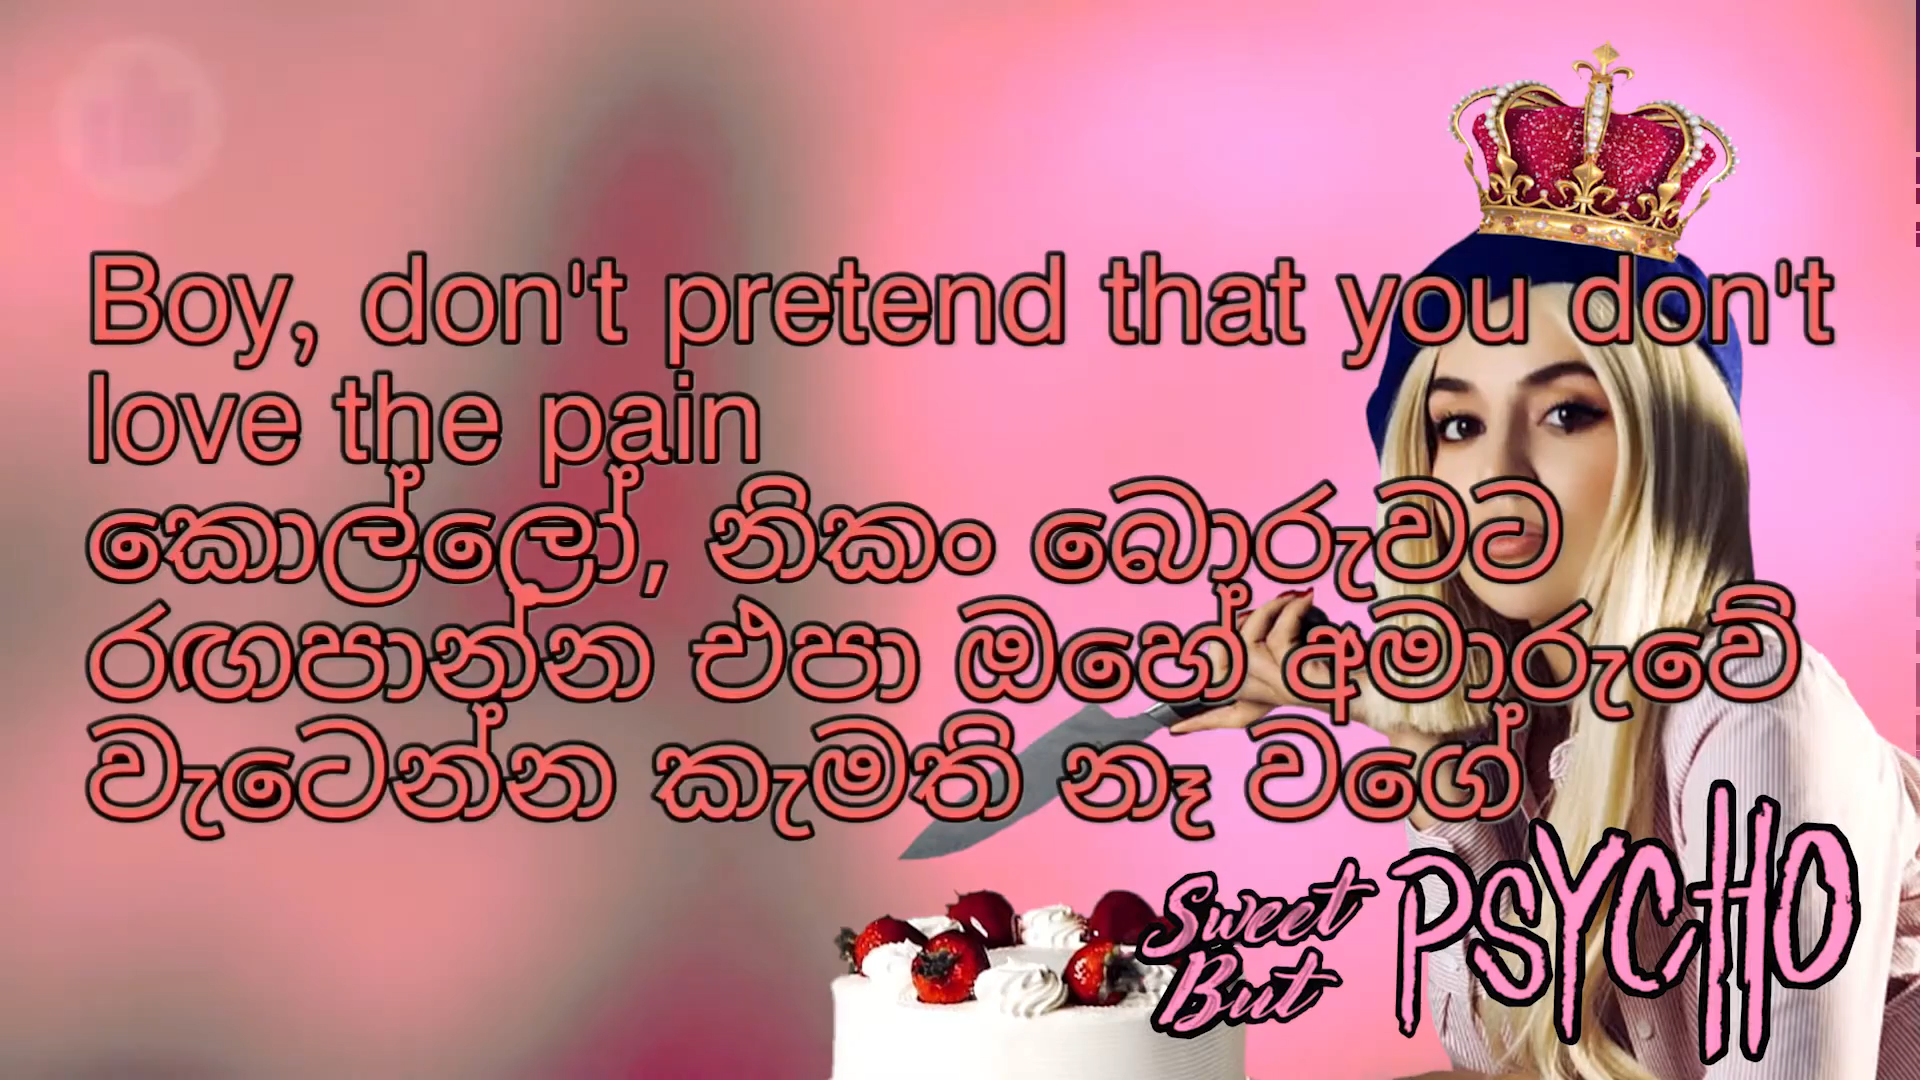 Boy, don't pretend that you don't
love the pain
කොල්ලෝ, නිකං බොරුවට
රඟපාන්න එපා ඔහේ අමාරුවේ
වැටෙන්න කැමති නෑ වගේ
Sweet
But
PSYCHO